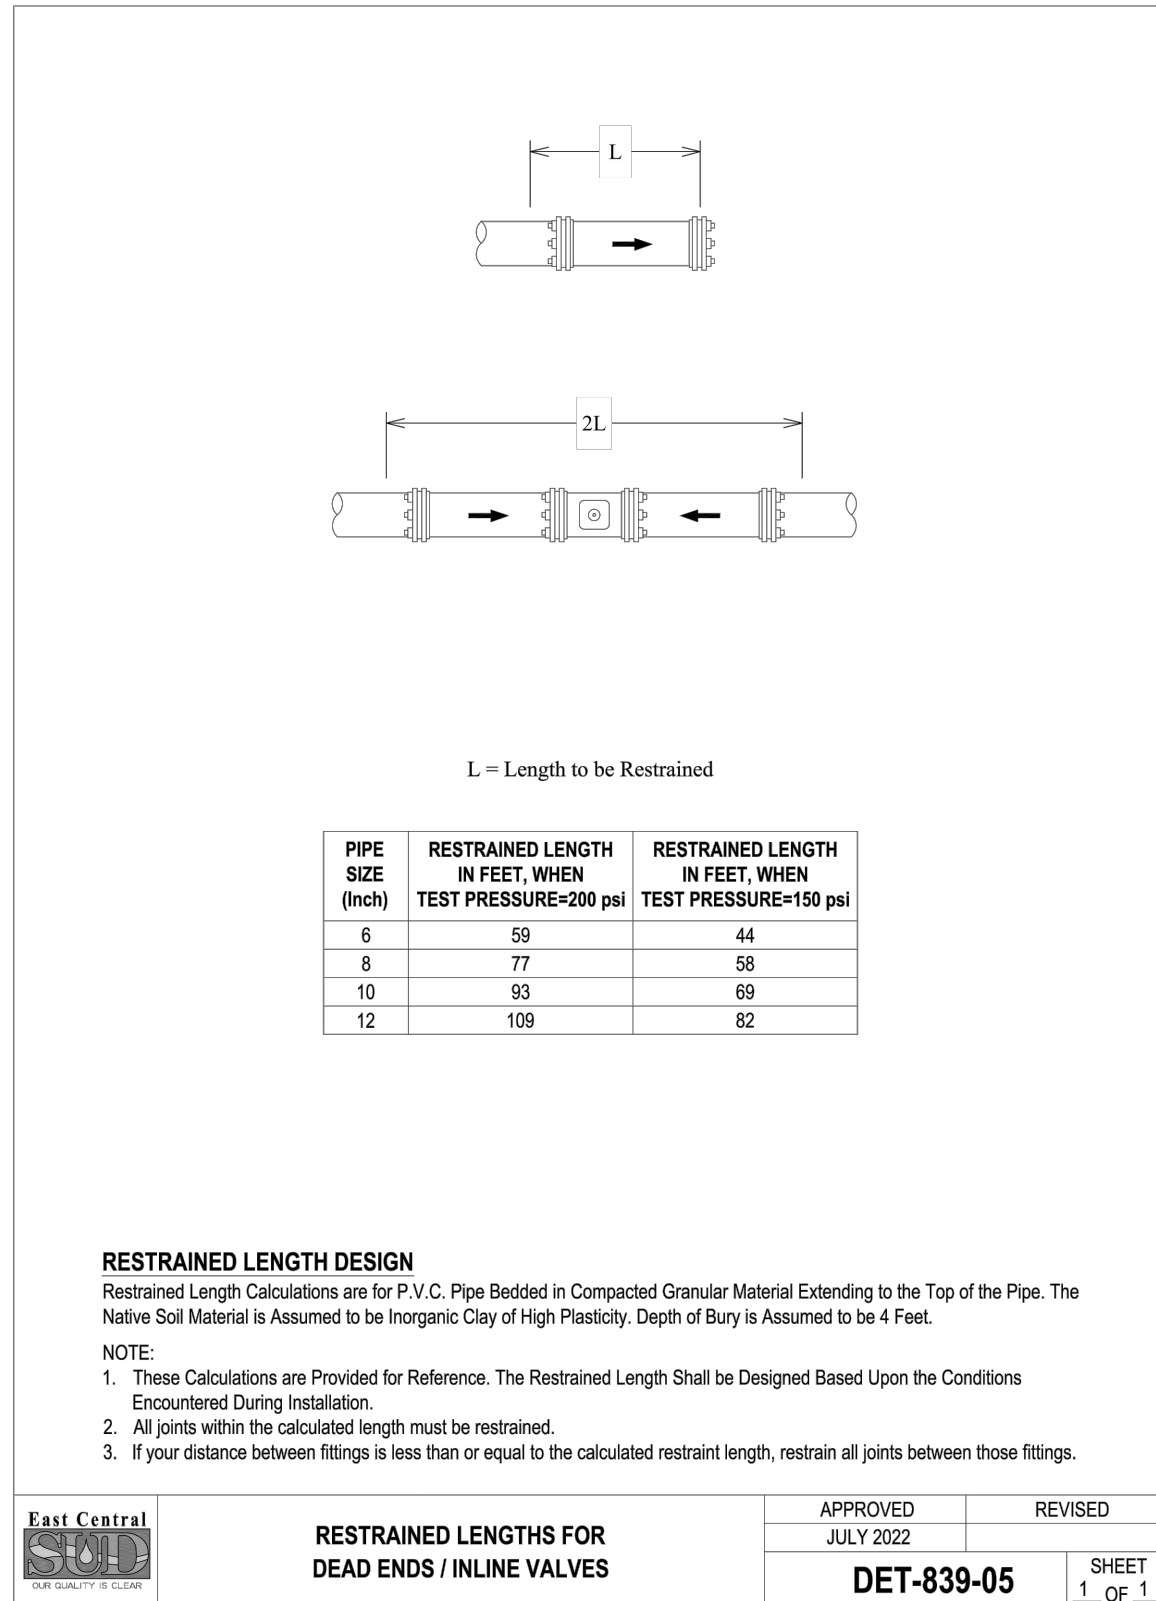 L
2L
L = Length to be Restrained
PIPE SIZE (Inch) RESTRAINED LENGTH IN FEET, WHEN TEST PRESSURE=200 psi RESTRAINED LENGTH IN FEET, WHEN TEST PRESSURE=150 psi
6 59 44
8 77 58
10 93 69
12 109 82
RESTRAINED LENGTH DESIGN
Restrained Length Calculations are for P.V.C. Pipe Bedded in Compacted Granular Material Extending to the Top of the Pipe. The
Native Soil Material is Assumed to be Inorganic Clay of High Plasticity. Depth of Bury is Assumed to be 4 Feet.
NOTE:
1. These Calculations are Provided for Reference. The Restrained Length Shall be Designed Based Upon the Conditions
Encountered During Installation.
2. All joints within the calculated length must be restrained.
3. If your distance between fittings is less than or equal to the calculated restraint length, restrain all joints between those fittings.
East Central
SUD
OUR QUALITY IS CLEAR
RESTRAINED LENGTHS FOR
DEAD ENDS / INLINE VALVES
APPROVED REVISED
JULY 2022
DET-839-05
SHEET
1 OF 1